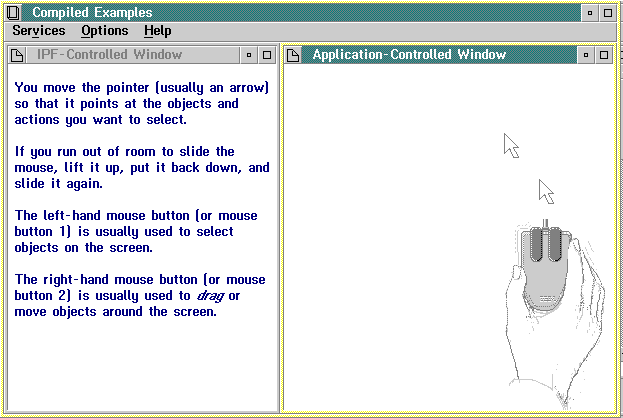 Compiled Examples
Services Options Help
IPF-Controlled Window
You move the pointer (usually an arrow)
so that it points at the objects and
actions you want to select.
If you run out of room to slide the
mouse, lift it up, put it back down, and
slide it again.
The left-hand mouse button (or mouse
button 1) is usually used to select
objects on the screen.
The right-hand mouse button (or mouse
button 2) is usually used to drag or
move objects around the screen.
Application-Controlled Window